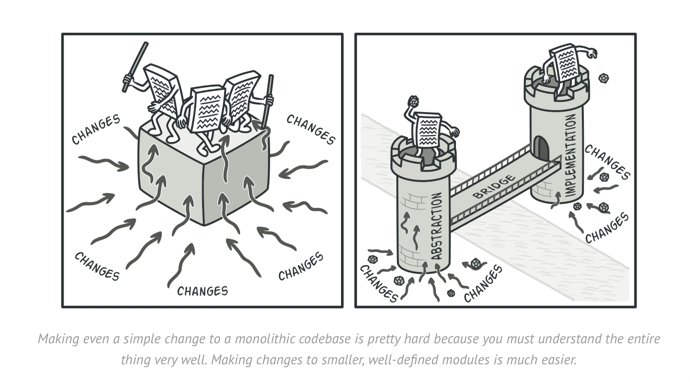 CHANGES
CHANGES
CHANGES
CHANGES
CHANGES
ABSTRACTION
BRIDGE
IMPLEMENTATION
CHANGES
CHANGES
CHANGES
CHANGES
Making even a simple change to a monolithic codebase is pretty hard because you must understand the entire
thing very well. Making changes to smaller, well-defined modules is much easier.